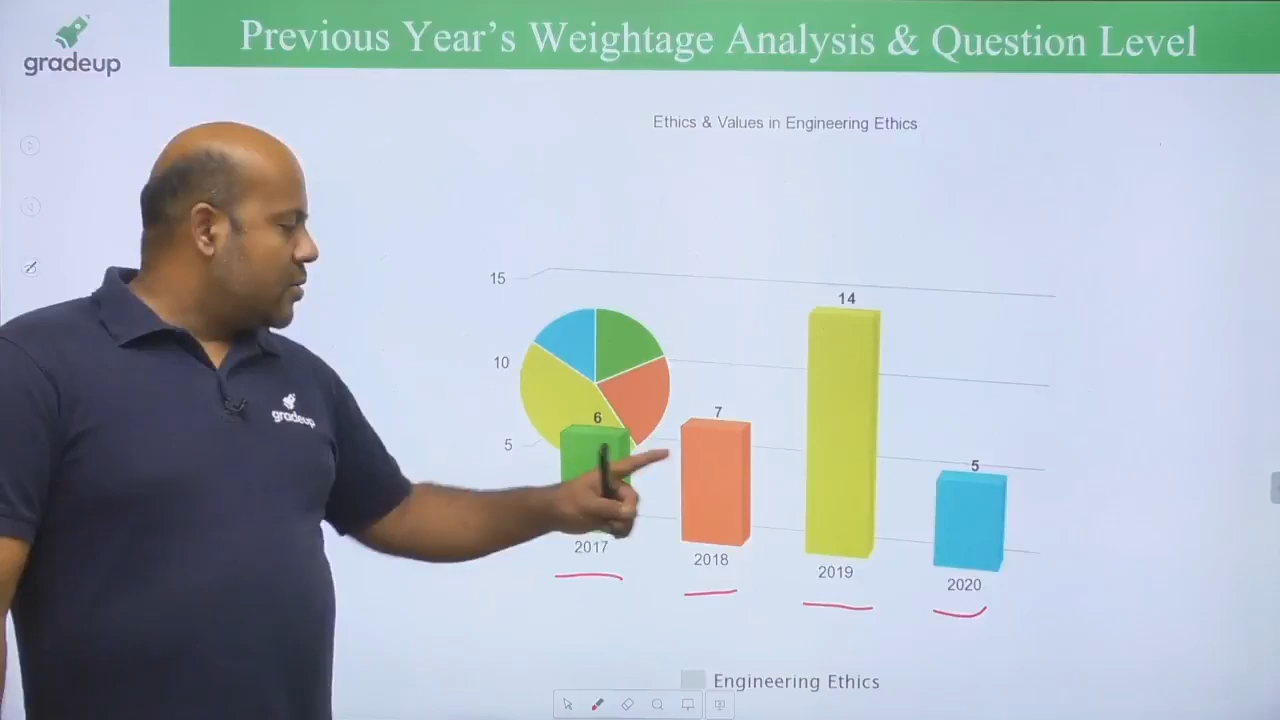 Previous Year's Weightage Analysis & Question Level
gradeup
Ethics & Values in Engineering Ethics
15
14
10
7
6
gradeup
5
5
2017
2018
2019
2020
Engineering Ethics